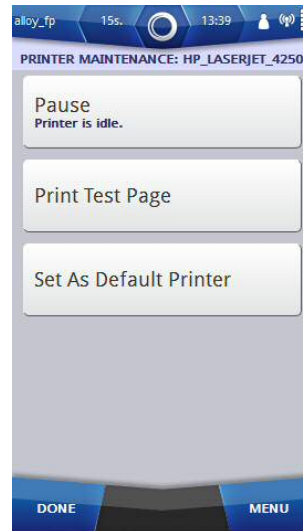 alloy_fp 15s. 13:39
PRINTER MAINTENANCE: HP_LASERJET_4250
Pause
Printer is idle.
Print Test Page
Set As Default Printer
DONE MENU